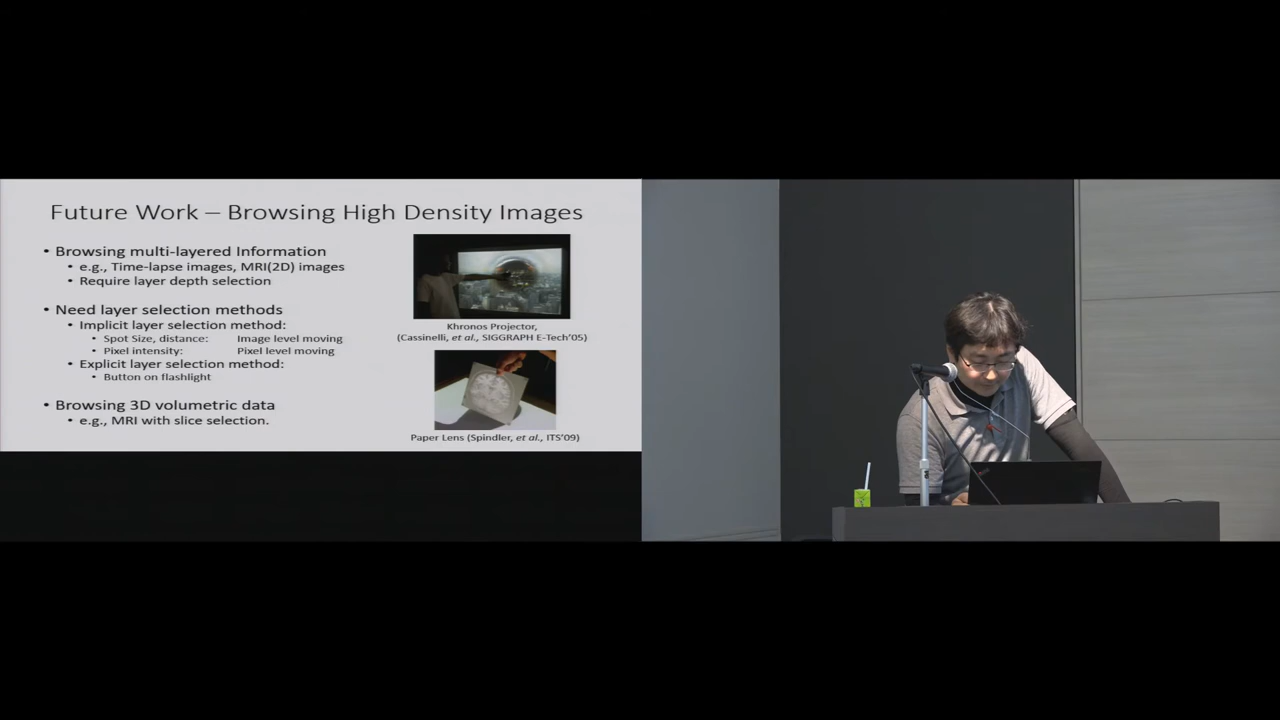 Future Work – Browsing High Density Images
• Browsing multi-layered Information
• e.g., Time-lapse images, MRI(2D) images
• Require layer depth selection
• Need layer selection methods
• Implicit layer selection method:
• Spot Size, distance: Image level moving
• Pixel intensity: Pixel level moving
• Explicit layer selection method:
• Button on flashlight
• Browsing 3D volumetric data
• e.g., MRI with slice selection.
Khronos Projector,
(Cassinelli, et al., SIGGRAPH E-Tech’05)
Paper Lens (Spindler, et al., ITS’09)